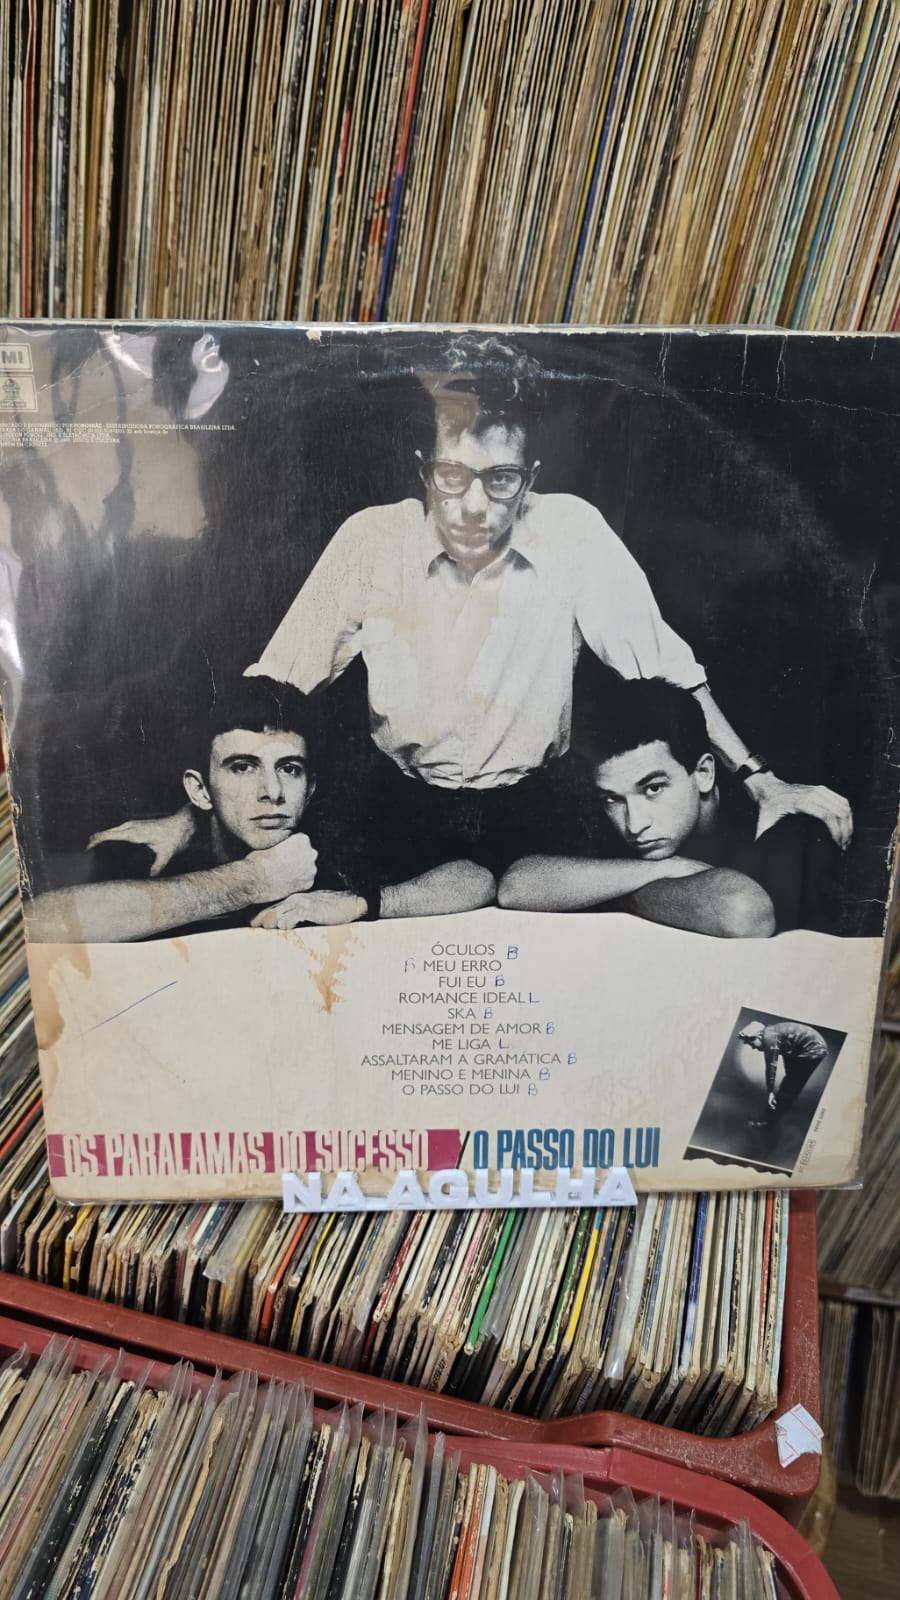 MI
ÓCULOS B
B MEU ERRO
FUI EU B
ROMANCE IDEAL L
SKA B
MENSAGEM DE AMOR B
ME LIGA L
ASSALTARAM A GRAMÁTICA B
MENINO E MENINA B
O PASSO DO LUI B
OS PARALAMAS DO SUCESSO / O PASSO DO LUI
NA AGULHA